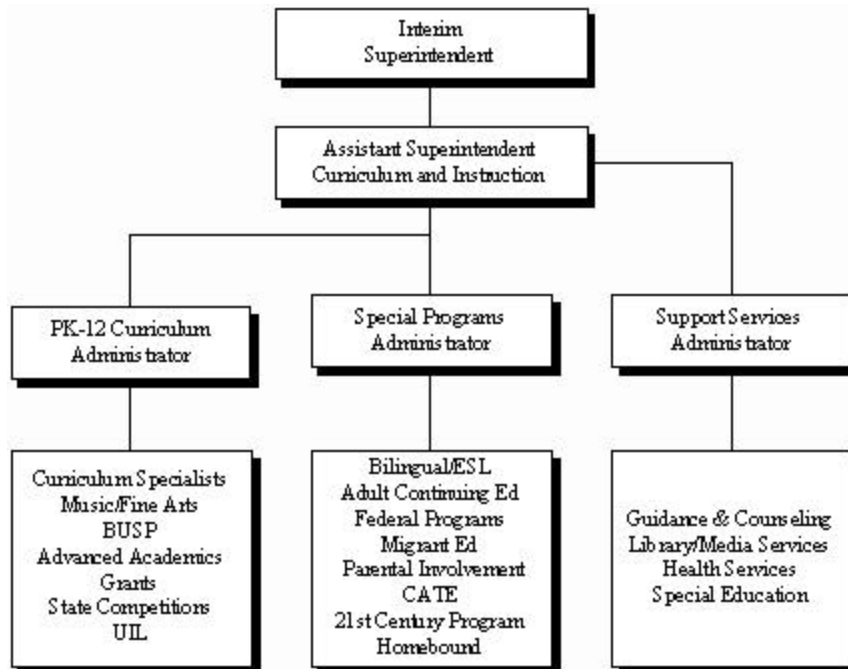 Interim
Superintendent
Assistant Superintendent
Curriculum and Instruction
PK-12 Curriculum
Administrator
Special Programs
Administrator
Support Services
Administrator
Curriculum Specialists
Music/Fine Arts
BUSP
Advanced Academics
Grants
State Competitions
UIL
Bilingual/ESL
Adult Continuing Ed
Federal Programs
Migrant Ed
Parental Involvement
CATE
21st Century Program
Homebound
Guidance & Counseling
Library/Media Services
Health Services
Special Education